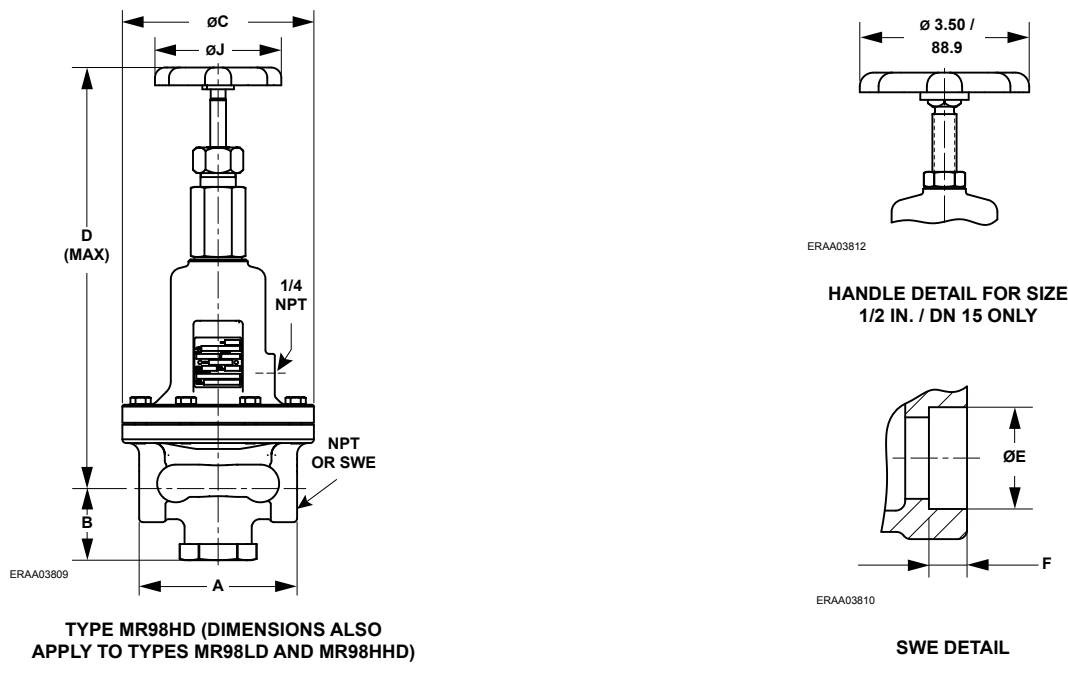 øC
øJ
D
(MAX)
1/4
NPT
NPT
OR SWE
B
A
ERAA03809
TYPE MR98HD (DIMENSIONS ALSO
APPLY TO TYPES MR98LD AND MR98HHD)
ø 3.50 /
88.9
ERAA03812
HANDLE DETAIL FOR SIZE
1/2 IN. / DN 15 ONLY
ØE
F
ERAA03810
SWE DETAIL